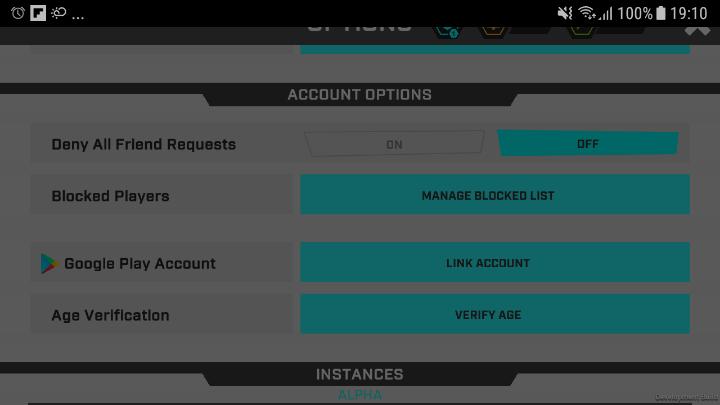 ... 100% 19:10
OPTIONS
ACCOUNT OPTIONS
Deny All Friend Requests ON OFF
Blocked Players MANAGE BLOCKED LIST
Google Play Account LINK ACCOUNT
Age Verification VERIFY AGE
INSTANCES
ALPHA
Development Build